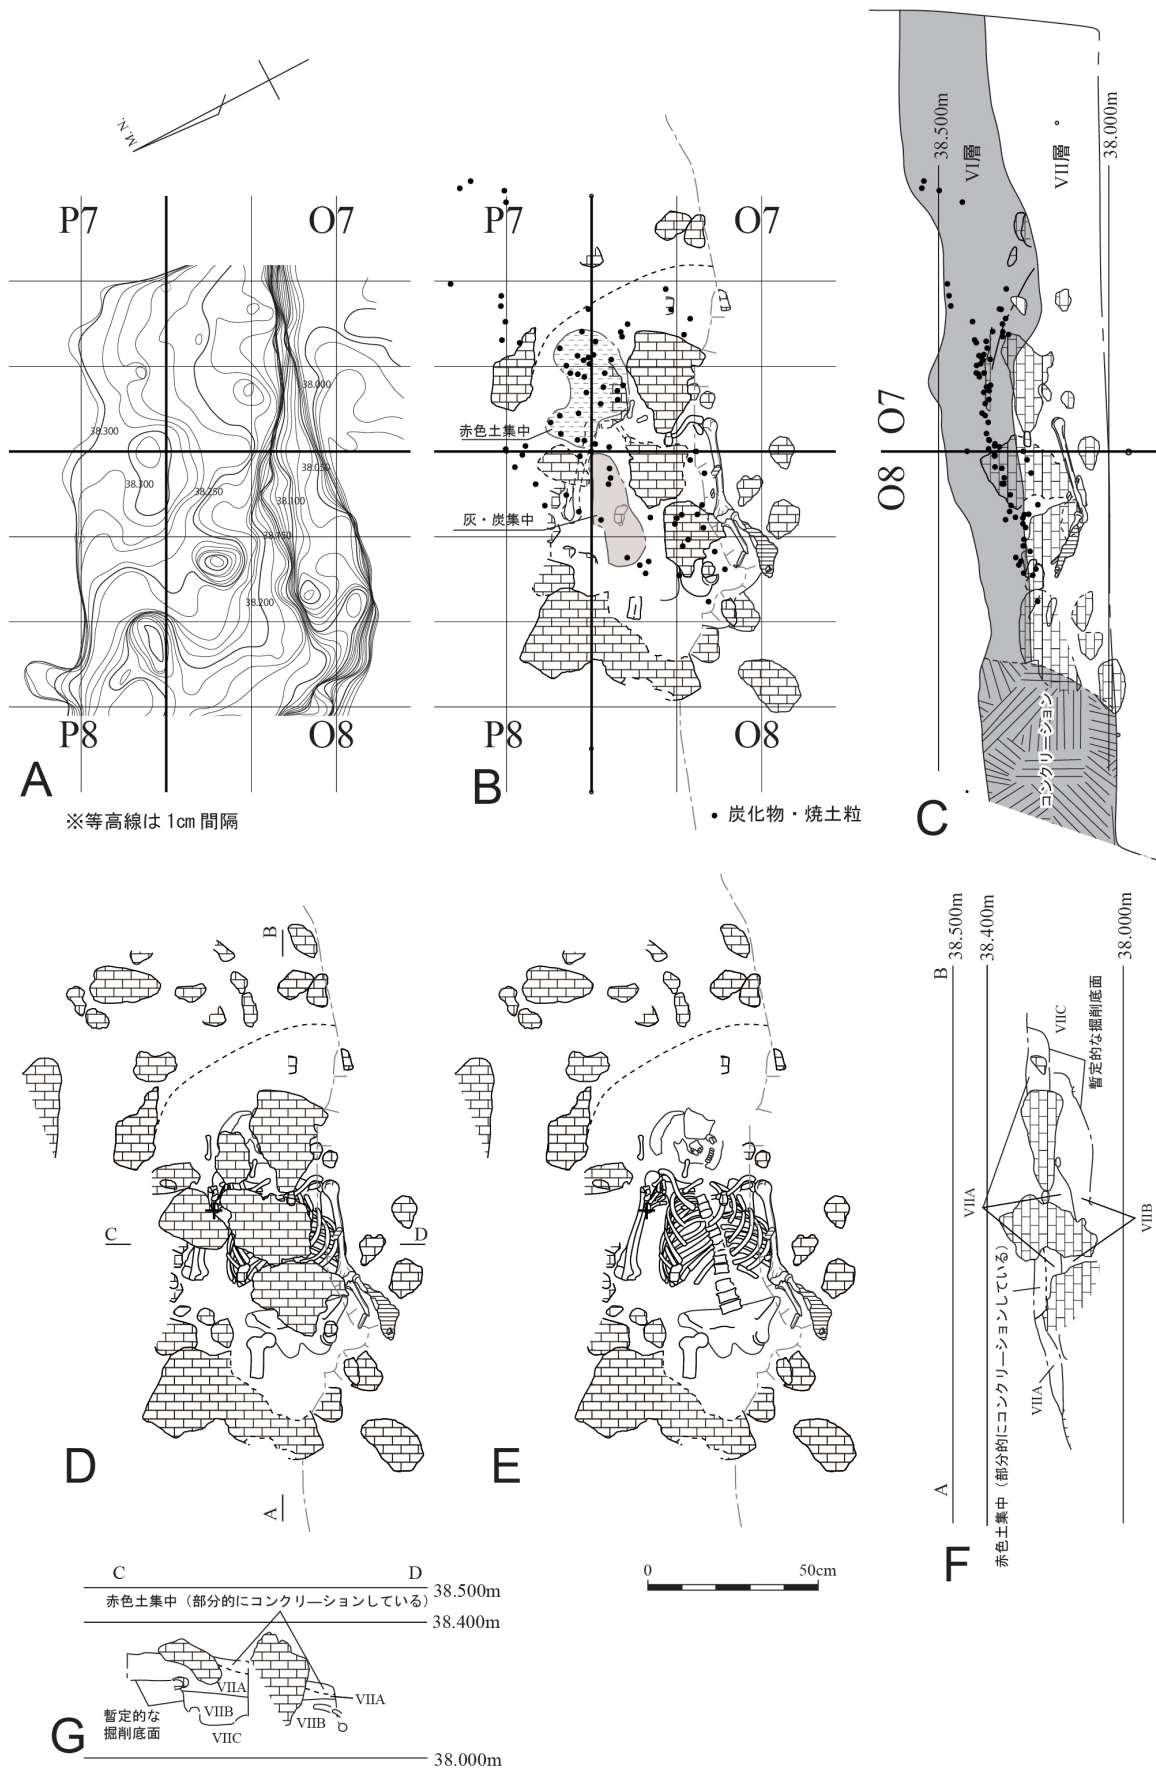 M. N.
P7
O7
38.000
38.300
38.050
38.300
38.250
38.100
38.150
38.200
P8
O8
A
※等高線は1cm間隔
P7
O7
赤色土集中
灰・炭集中
P8
O8
B
● 炭化物・焼土粒
38.500m
VI層
VII層
38.000m
O7
O8
コンクリーション
C
B
C
D
A
D
E
38.500m
38.400m
38.000m
B
VIIC
暫定的な掘削底面
VIIA
VIIB
赤色土集中（部分的にコンクリーションしている）
VIIA
A
F
0
50cm
C
D
38.500m
赤色土集中（部分的にコンクリーションしている）
38.400m
VIIA
VIIA
VIIB
VIIB
VIIC
暫定的な
掘削底面
G
38.000m